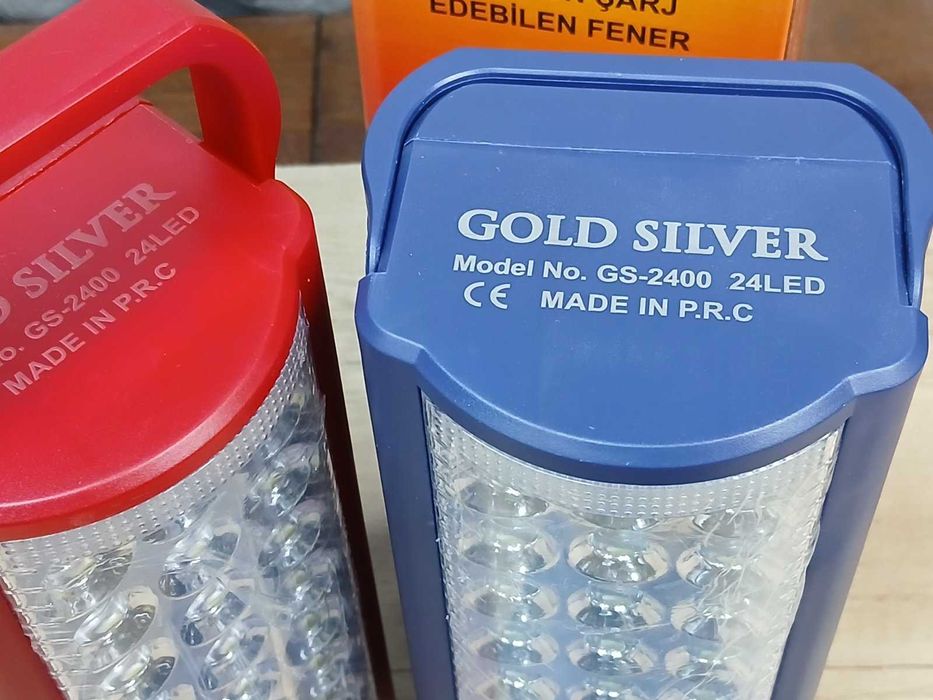 ŞARJ
EDEBİLEN FENER
SILVER
GS-2400 24LED
MADE IN P.R.C
GOLD SILVER
Model No. GS-2400 24LED
CE MADE IN P.R.C